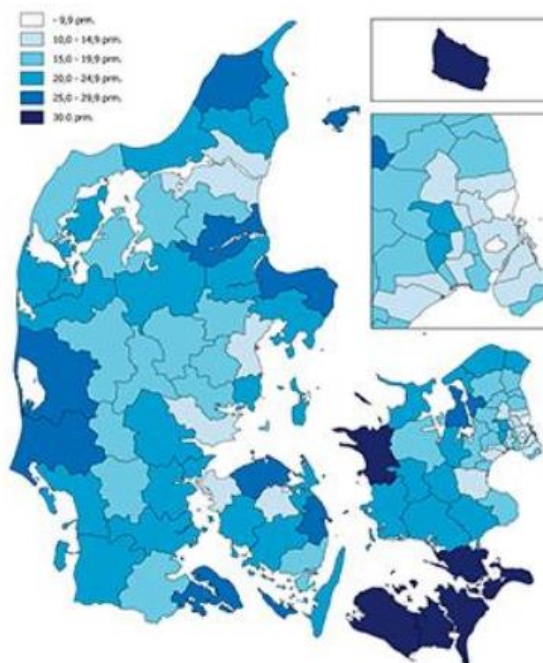 - 9,9 prm.
10,0 - 14,9 prm.
15,0 - 19,9 prm.
20,0 - 24,9 prm.
25,0 - 29,9 prm.
30,0 prm.